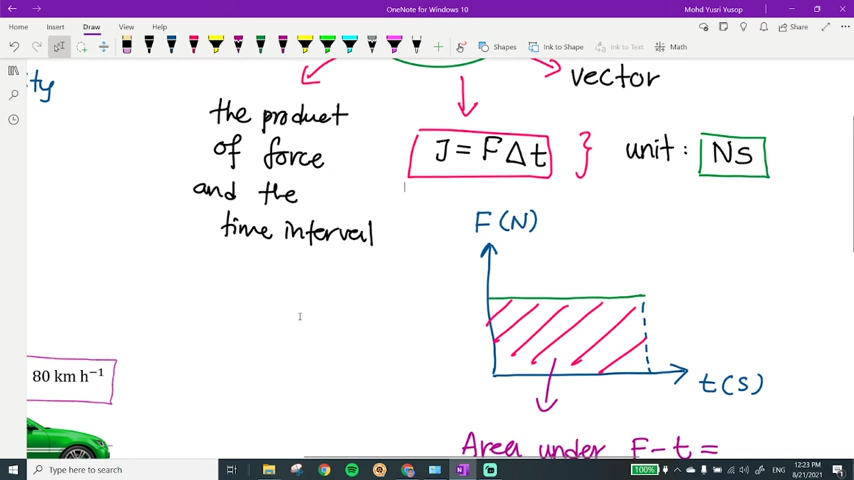 OneNote for Windows 10
Mohd Yusri Yusop
Home Insert Draw View Help
Share
Shapes
Ink to Shape
Ink to Text
Math
ty
vector
the product
of force
and the
time interval
J = F Δt } unit : Ns
F (N)
t (s)
80 km h⁻¹
Area under F-t =
Type here to search
100%
ENG
12:23 PM
8/21/2021